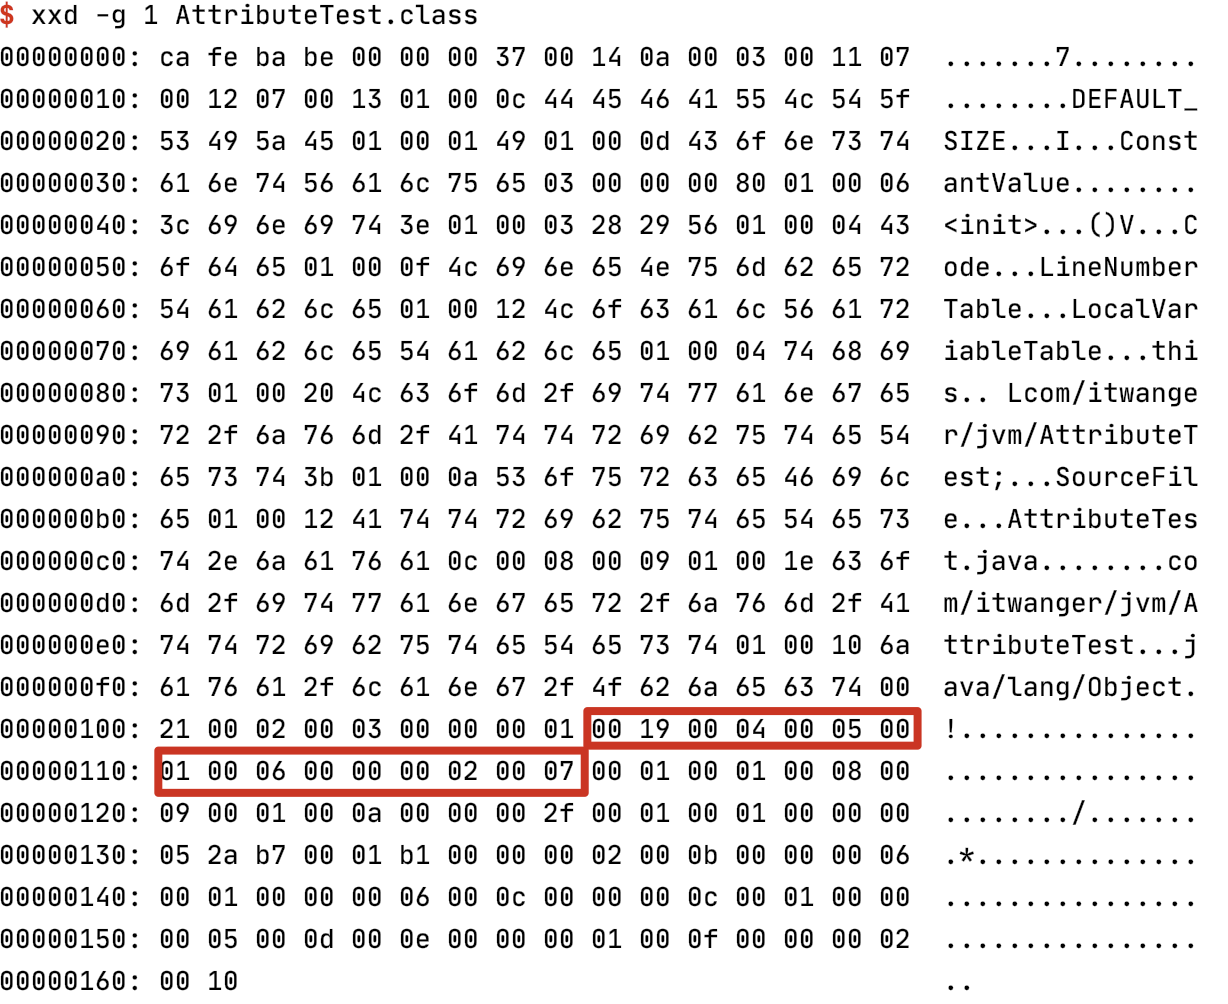 $ xxd -g 1 AttributeTest.class
00000000: ca fe ba be 00 00 00 37 00 14 0a 00 03 00 11 07  .......7........
00000010: 00 12 07 00 13 01 00 0c 44 45 46 41 55 4c 54 5f  ........DEFAULT_
00000020: 53 49 5a 45 01 00 01 49 01 00 0d 43 6f 6e 73 74  SIZE...I...Const
00000030: 61 6e 74 56 61 6c 75 65 03 00 00 00 80 01 00 06  antValue........
00000040: 3c 69 6e 69 74 3e 01 00 03 28 29 56 01 00 04 43  <init>...()V...C
00000050: 6f 64 65 01 00 0f 4c 69 6e 65 4e 75 6d 62 65 72  ode...LineNumber
00000060: 54 61 62 6c 65 01 00 12 4c 6f 63 61 6c 56 61 72  Table...LocalVar
00000070: 69 61 62 6c 65 54 61 62 6c 65 01 00 04 74 68 69  iableTable...thi
00000080: 73 01 00 20 4c 63 6f 6d 2f 69 74 77 61 6e 67 65  s.. Lcom/itwange
00000090: 72 2f 6a 76 6d 2f 41 74 74 72 69 62 75 74 65 54  r/jvm/AttributeT
000000a0: 65 73 74 3b 01 00 0a 53 6f 75 72 63 65 46 69 6c  est;...SourceFil
000000b0: 65 01 00 12 41 74 74 72 69 62 75 74 65 54 65 73  e...AttributeTes
000000c0: 74 2e 6a 61 76 61 0c 00 08 00 09 01 00 1e 63 6f  t.java........co
000000d0: 6d 2f 69 74 77 61 6e 67 65 72 2f 6a 76 6d 2f 41  m/itwanger/jvm/A
000000e0: 74 74 72 69 62 75 74 65 54 65 73 74 01 00 10 6a  ttributeTest...j
000000f0: 61 76 61 2f 6c 61 6e 67 2f 4f 62 6a 65 63 74 00  ava/lang/Object.
00000100: 21 00 02 00 03 00 00 00 01 00 19 00 04 00 05 00  !...............
00000110: 01 00 06 00 00 00 02 00 07 00 01 00 01 00 08 00  ................
00000120: 09 00 01 00 0a 00 00 00 2f 00 01 00 01 00 00 00  ......../.......
00000130: 05 2a b7 00 01 b1 00 00 00 02 00 0b 00 00 00 06  .*..............
00000140: 00 01 00 00 00 06 00 0c 00 00 00 0c 00 01 00 00  ................
00000150: 00 05 00 0d 00 0e 00 00 00 01 00 0f 00 00 00 02  ................
00000160: 00 10  ..